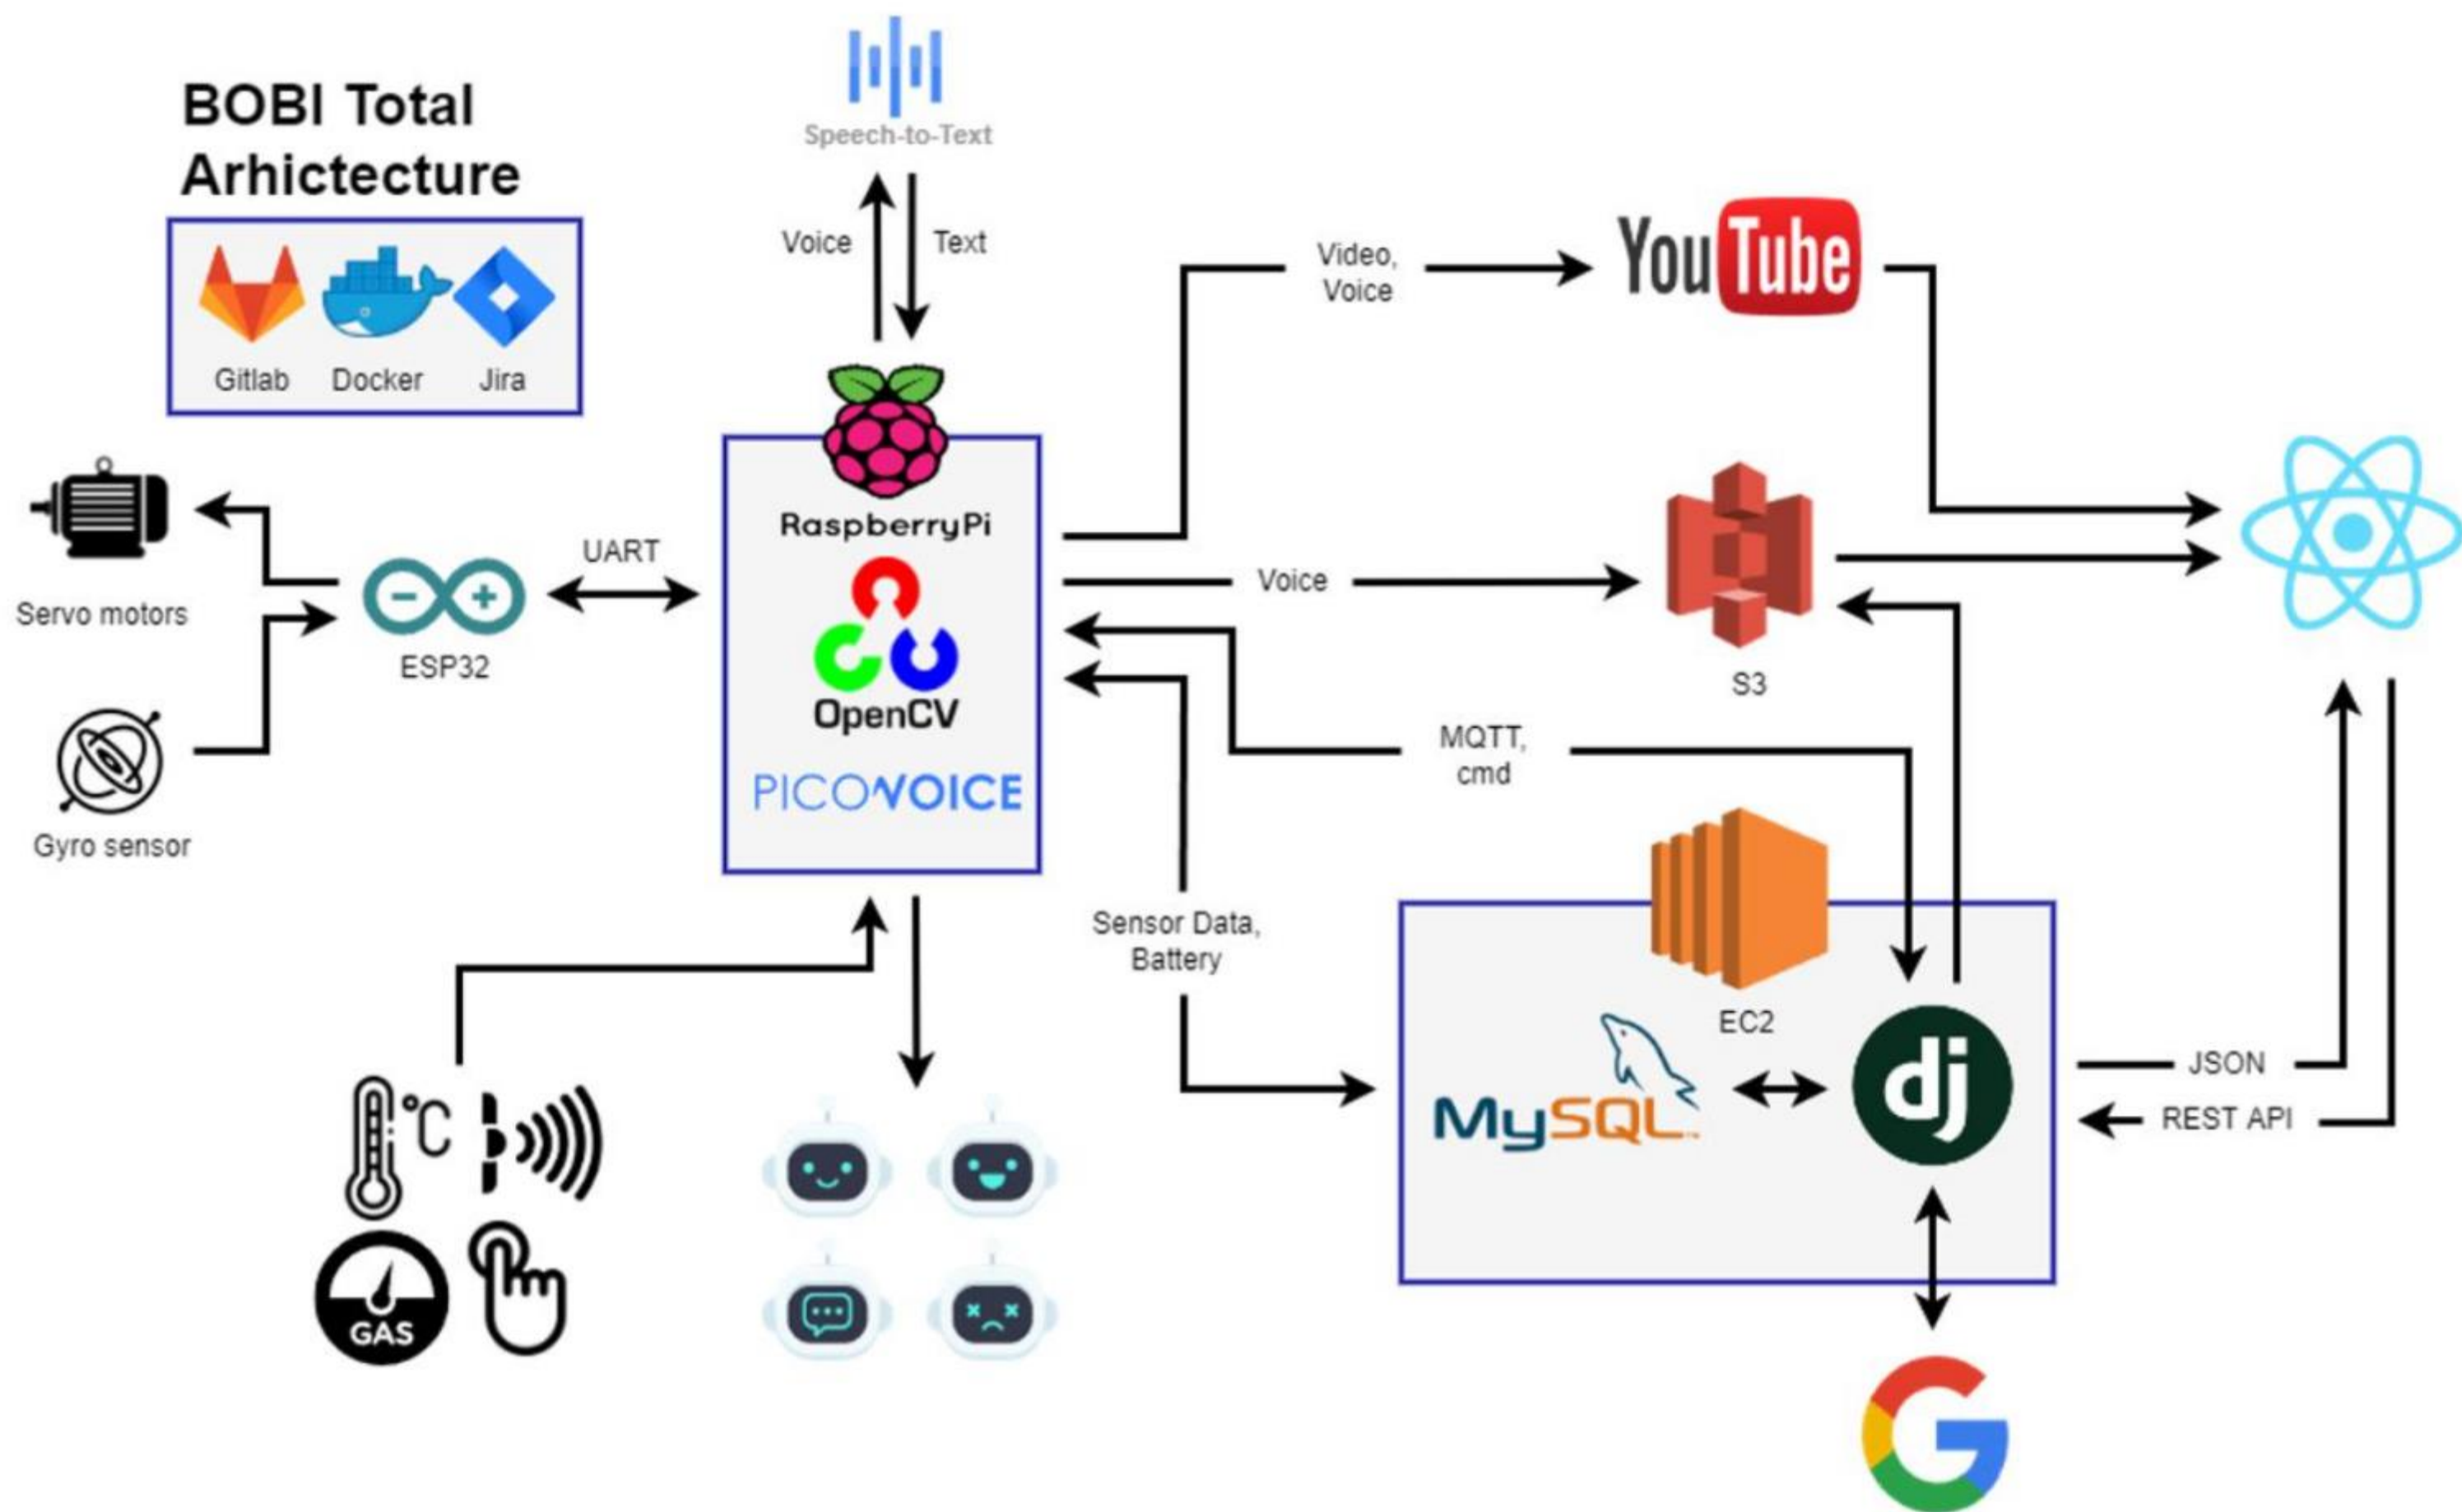 BOBI Total
Arhictecture
Gitlab
Docker
Jira
Speech-to-Text
Voice
Text
Video,
Voice
YouTube
RaspberryPi
OpenCV
PICOVOICE
UART
Servo motors
ESP32
Gyro sensor
Voice
S3
MQTT,
cmd
Sensor Data,
Battery
EC2
MySQL
dj
JSON
REST API
°C
GAS
G